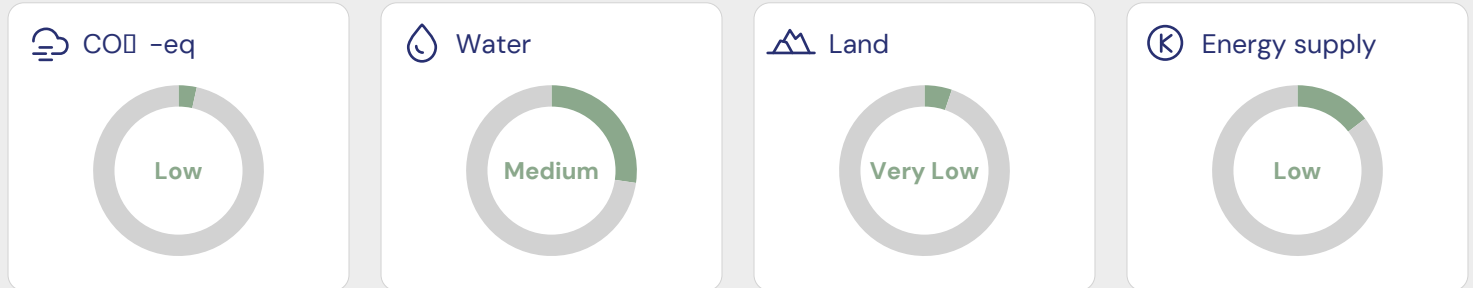 CO▯ -eq
Low
Water
Medium
Land
Very Low
Energy supply
Low